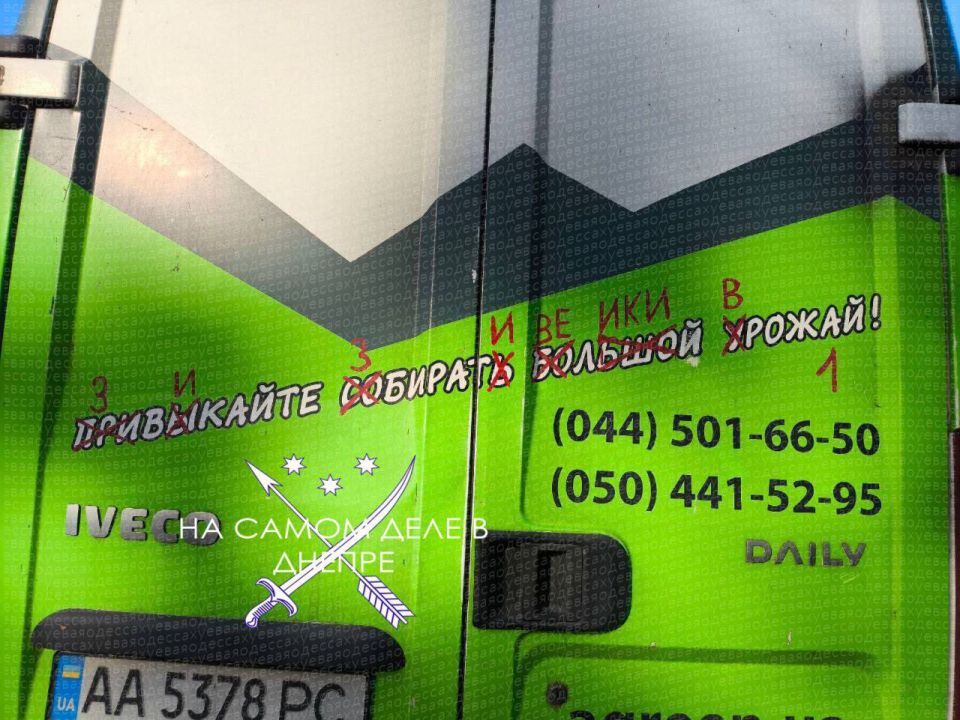 З И З И ВЕ ИКИ В
ПРИВЫКАЙТЕ СОБИРАТЬ БОЛЬШОЙ УРОЖАЙ!
1
(044) 501-66-50
(050) 441-52-95
IVECO
НА САМОМ ДЕЛЕ В
ДНЕПРЕ
DAILY
UA AA 5378 PC